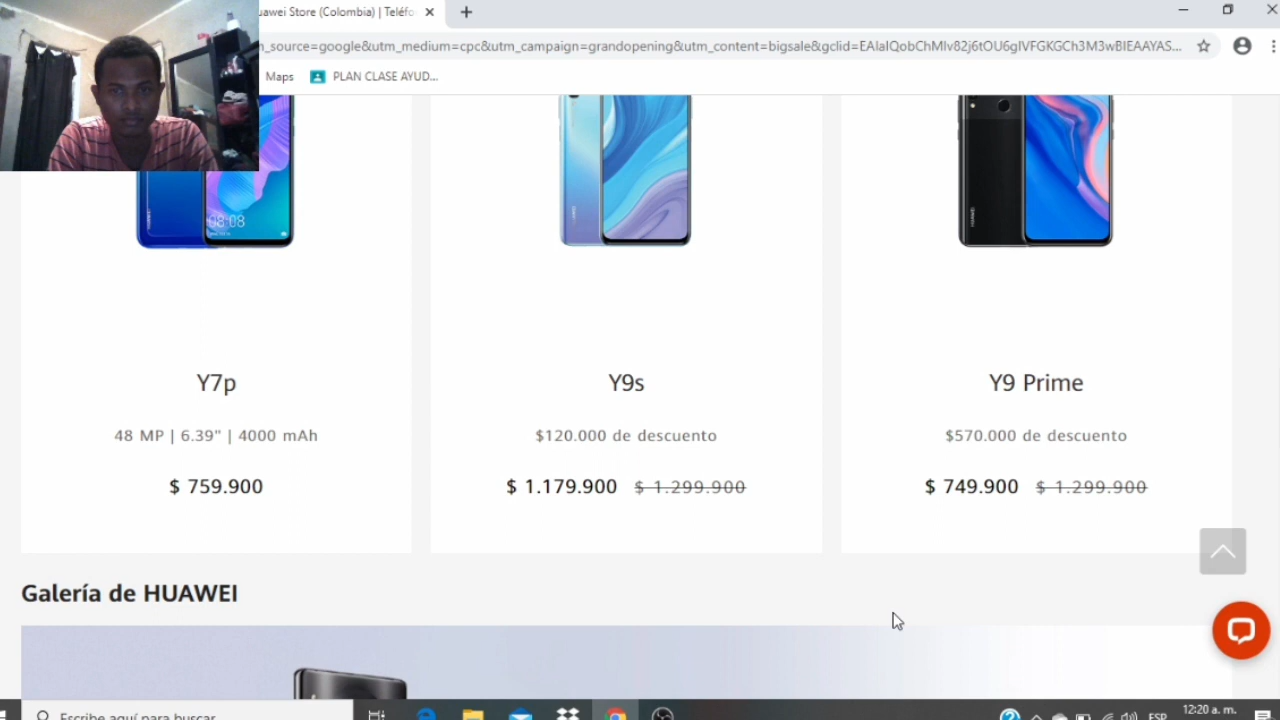 uawei Store (Colombia) | Teléfo
_source=google&utm_medium=cpc&utm_campaign=grandopening&utm_content=bigsale&gclid=EAIaIQobChMIv82j6tOU6gIVFGKGCh3M3wBIEAAYAS...
Maps PLAN CLASE AYUD...
08:08
HUAWEI
Y7p
48 MP | 6.39" | 4000 mAh
$ 759.900
Y9s
$120.000 de descuento
$ 1.179.900 $ 1.299.900
Y9 Prime
$570.000 de descuento
$ 749.900 $ 1.299.900
Galería de HUAWEI
Escribe aquí para buscar
ESP
12:20 a. m.